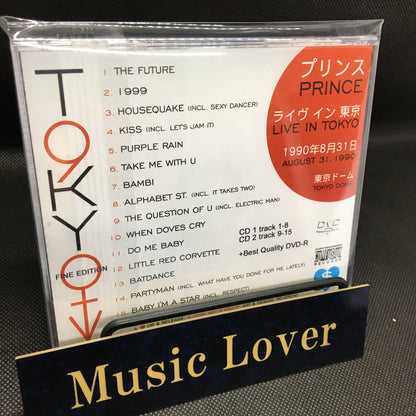 TOKYO
FINE EDITION
1. THE FUTURE
2. 1999
3. HOUSEQUAKE (INCL. SEXY DANCER)
4. KISS (INCL. LET'S JAM IT)
5. PURPLE RAIN
6. TAKE ME WITH U
7. BAMBI
8. ALPHABET ST. (INCL. IT TAKES TWO)
9. THE QUESTION OF U (INCL. ELECTRIC MAN)
10. WHEN DOVES CRY
11. DO ME BABY
12. LITTLE RED CORVETTE
13. BATDANCE
14. PARTYMAN (INCL. WHAT HAVE YOU DONE FOR ME LATELY)
15. BABY I'M A STAR (INCL. RESPECT)
プリンス
PRINCE
ライヴ イン 東京
LIVE IN TOKYO
1990年8月31日
AUGUST 31, 1990
東京ドーム
TOKYO DOME
CD 1 track 1-8
CD 2 track 9-15
+Best Quality DVD-R
DVD
Music Lover